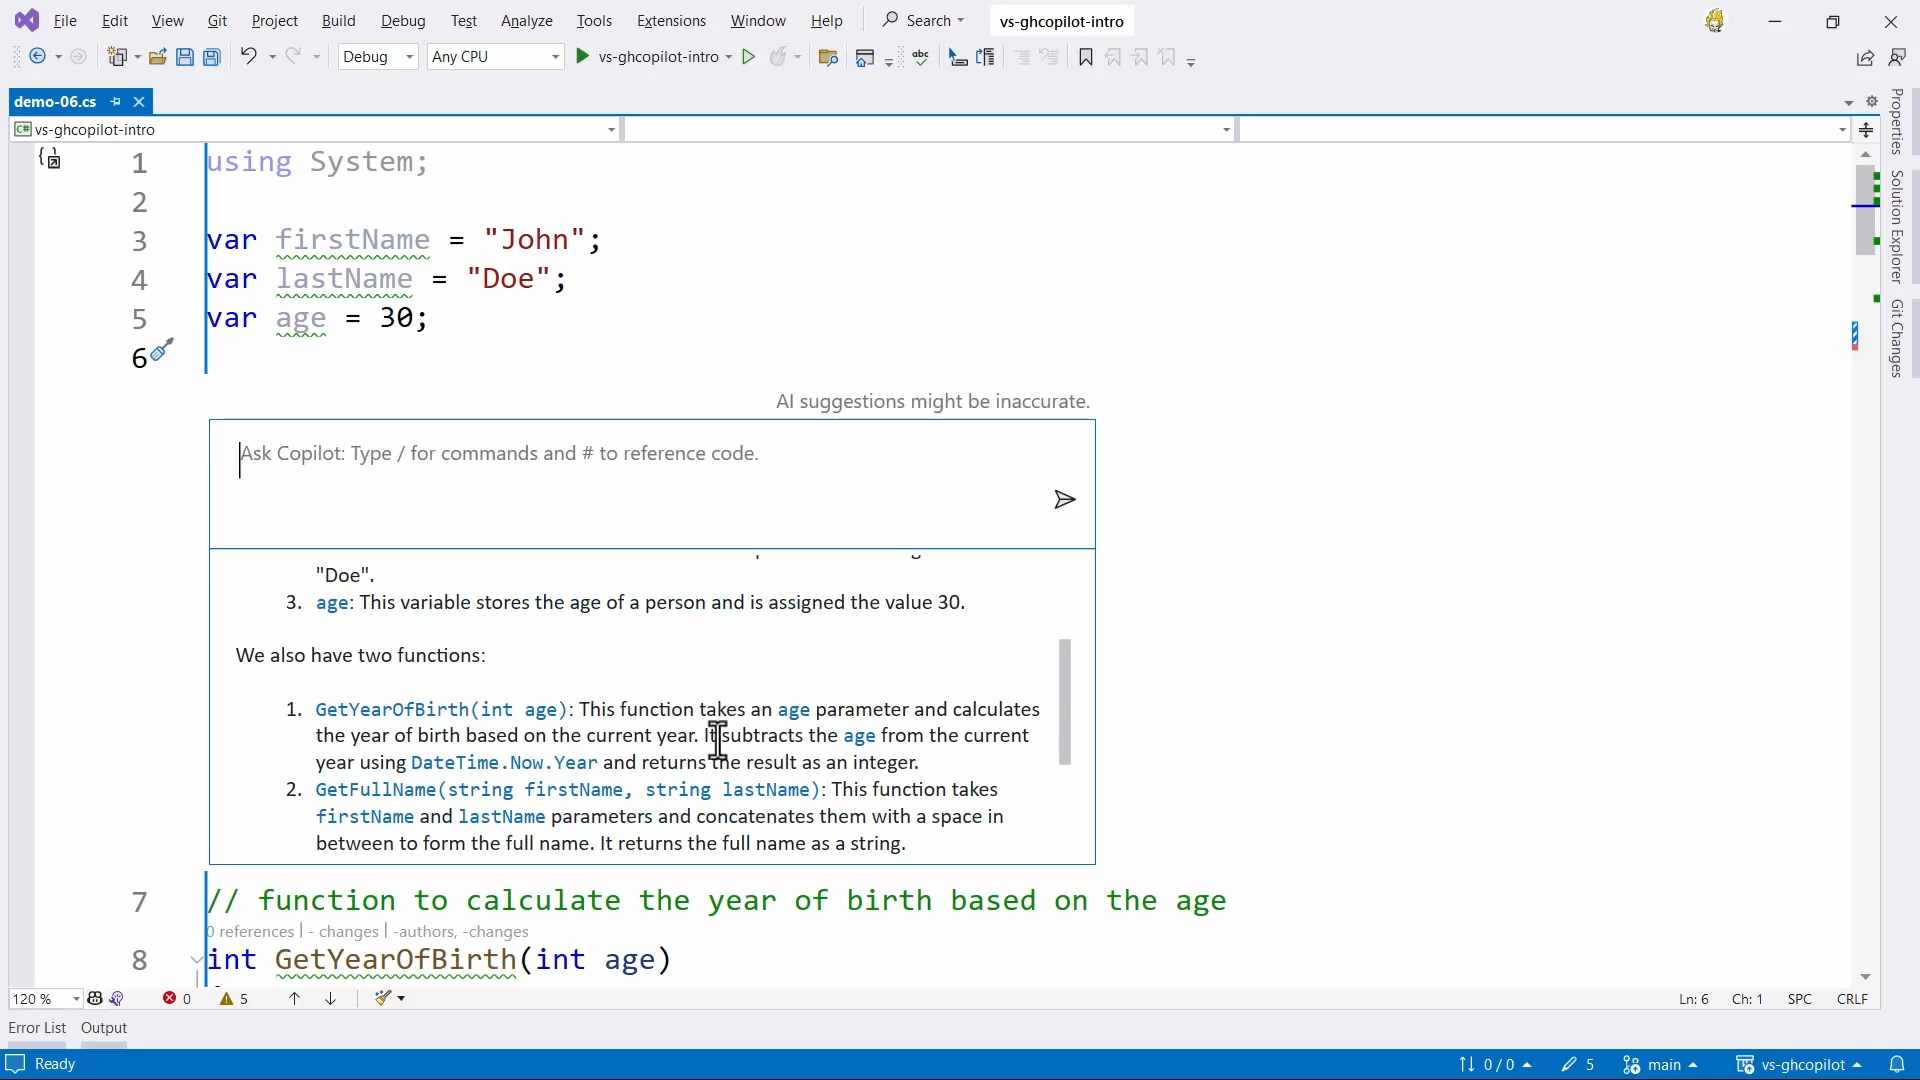 File Edit View Git Project Build Debug Test Analyze Tools Extensions Window Help Search vs-ghcopilot-intro
Debug Any CPU vs-ghcopilot-intro abc
demo-06.cs
C# vs-ghcopilot-intro
1 using System;
2
3 var firstName = "John";
4 var lastName = "Doe";
5 var age = 30;
6
AI suggestions might be inaccurate.
Ask Copilot: Type / for commands and # to reference code.
"Doe".
3. age: This variable stores the age of a person and is assigned the value 30.
We also have two functions:
1. GetYearOfBirth(int age): This function takes an age parameter and calculates
the year of birth based on the current year. It subtracts the age from the current
year using DateTime.Now.Year and returns the result as an integer.
2. GetFullName(string firstName, string lastName): This function takes
firstName and lastName parameters and concatenates them with a space in
between to form the full name. It returns the full name as a string.
7 // function to calculate the year of birth based on the age
0 references | - changes | -authors, -changes
8 int GetYearOfBirth(int age)
120 % 0 5 Ln: 6 Ch: 1 SPC CRLF
Error List Output
Ready 0 / 0 5 main vs-ghcopilot
Properties
Solution Explorer
Git Changes